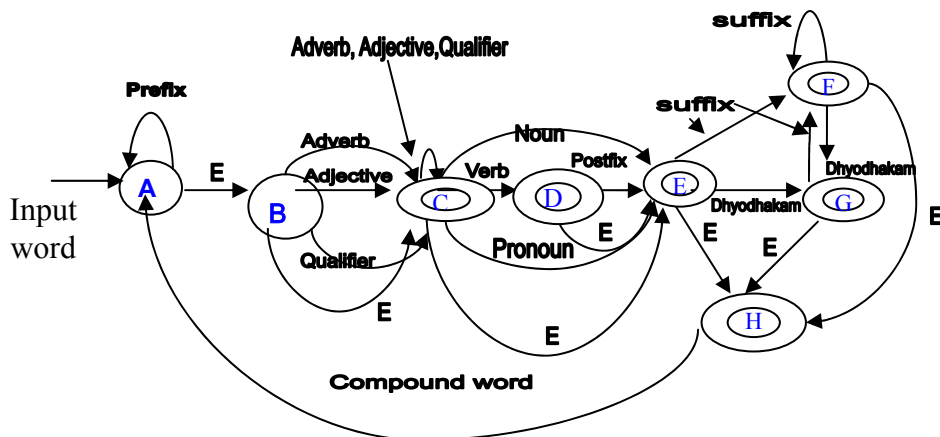 suffix
Adverb, Adjective,Qualifier
F
Prefix
suffix
Noun
Adverb
E
Postfix
Dhyodhakam
Adjective
Verb
A
B
C
D
E
G
Input
word
Dhyodhakam
E
E
Qualifier
Pronoun
E
E
E
E
H
Compound word